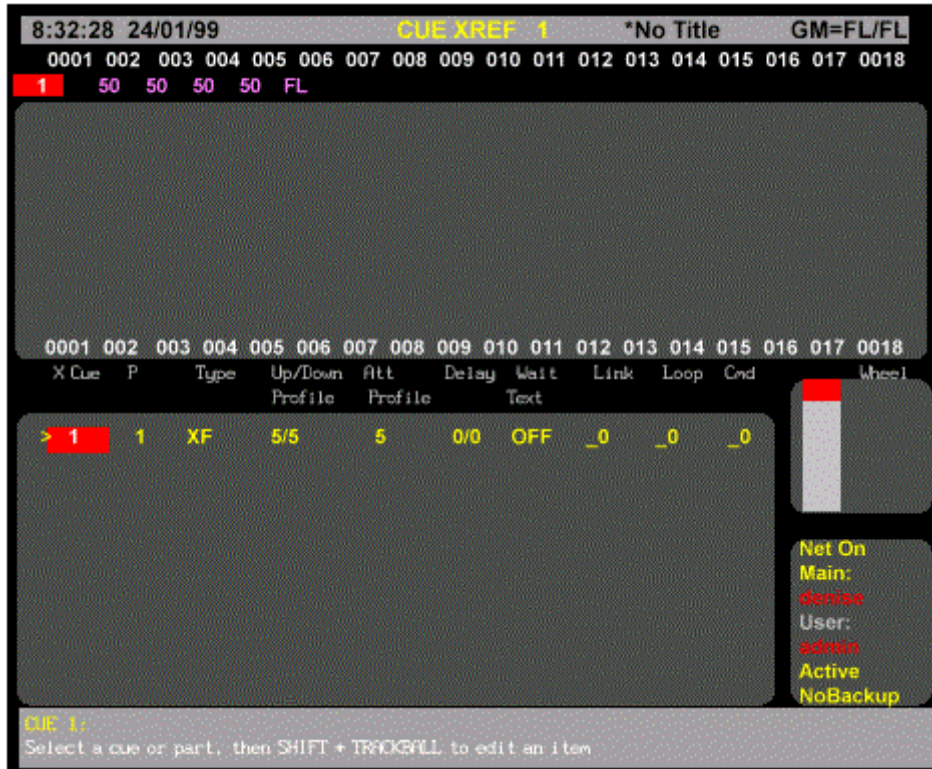 8:32:28 24/01/99 CUE XREF 1 *No Title GM=FL/FL
0001 002 003 004 005 006 007 008 009 010 011 012 013 014 015 016 017 0018
1 50 50 50 50 FL
0001 002 003 004 005 006 007 008 009 010 011 012 013 014 015 016 017 0018
X Cue P Type Up/Down Att Delay Wait Link Loop Cmd Wheel
Profile Profile Text
> 1 1 XF 5/5 5 0/0 OFF _0 _0 _0
Net On
Main:
denise
User:
admin
Active
NoBackup
CUE 1:
Select a cue or part, then SHIFT + TRACKBALL to edit an item